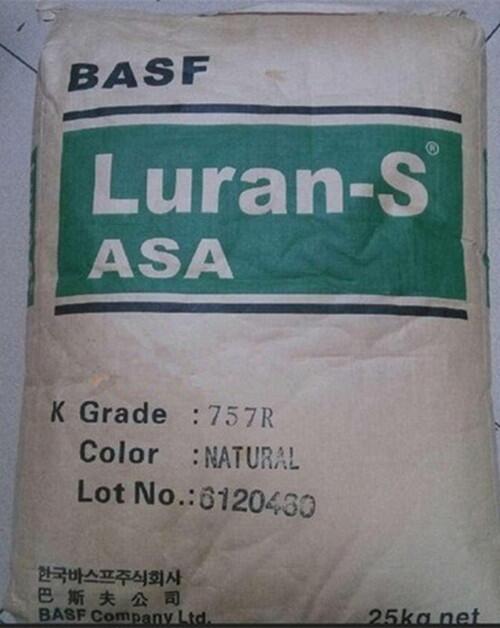 BASF
Luran-S®
ASA
K Grade : 757R
Color : NATURAL
Lot No.: 6120480
한국바스프주식회사
巴斯夫公司
BASF Company Ltd.
25kg net